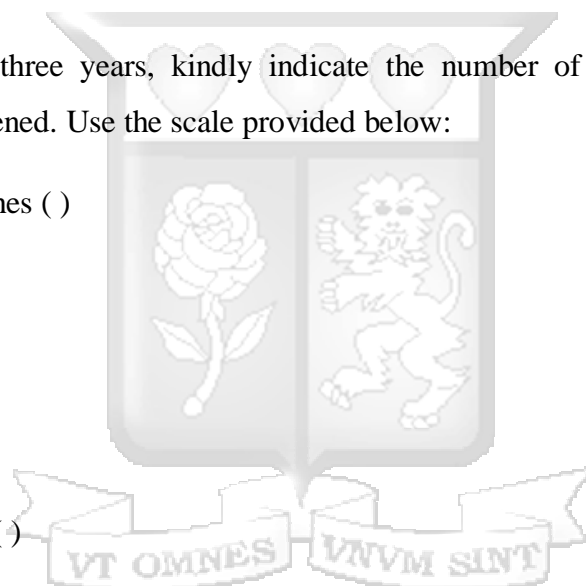 three years, kindly indicate the number of
ened. Use the scale provided below:
nes ( )
( )
VT OMNES VNVM SINT